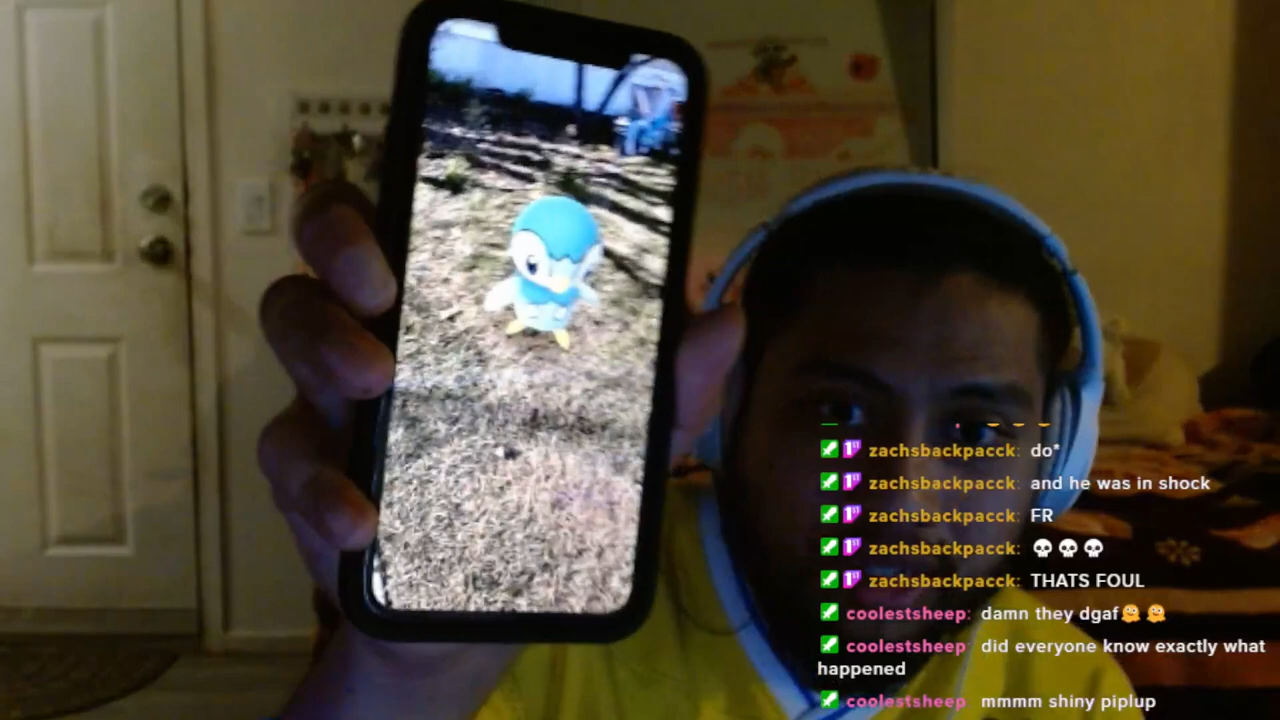 zachsbackpacck: do*
zachsbackpacck: and he was in shock
zachsbackpacck: FR
zachsbackpacck: 💀💀💀
zachsbackpacck: THATS FOUL
coolestsheep: damn they dgaf🫠🫠
coolestsheep: did everyone know exactly what
happened
coolestsheep: mmmm shiny piplup